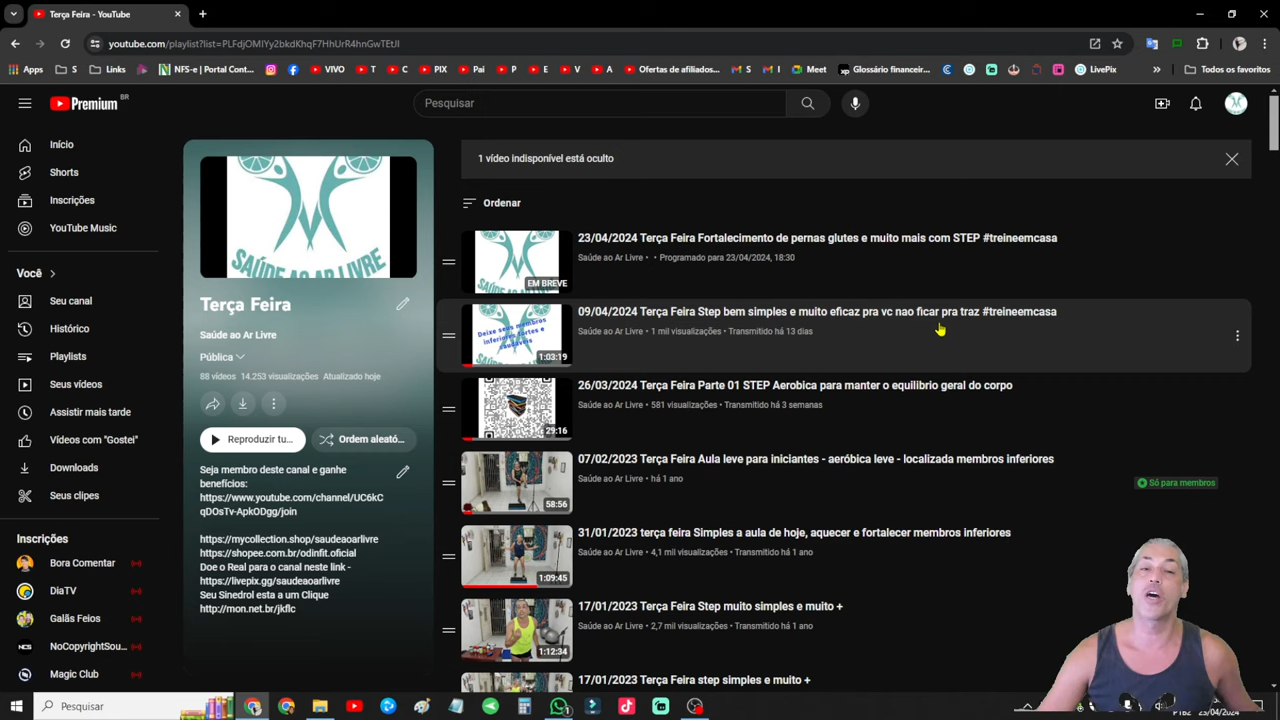 Terça Feira - YouTube
youtube.com/playlist?list=PLFdjOMIYy2bkdKhqF7HhUrR4hnGwTEtJl
Apps
S
Links
NFS-e | Portal Cont...
VIVO
T
C
PIX
Pai
P
E
V
A
Ofertas de afiliados...
S
I
Meet
xp
Glossário financeir...
LivePix
Todos os favoritos
Premium
BR
Pesquisar
Início
Shorts
Inscrições
YouTube Music
Você
Seu canal
Histórico
Playlists
Seus vídeos
Assistir mais tarde
Vídeos com "Gostei"
Downloads
Seus clipes
Inscrições
Bora Comentar
DiaTV
Galãs Feios
NoCopyrightSou...
Magic Club
SAÚDE AO AR LIVRE
Terça Feira
Saúde ao Ar Livre
Pública
88 vídeos 14.253 visualizações Atualizado hoje
Reproduzir tu...
Ordem aleató...
Seja membro deste canal e ganhe
benefícios:
https://www.youtube.com/channel/UC6kC
qDOsTv-ApkODgg/join
https://mycollection.shop/saudeaoarlivre
https://shopee.com.br/odinfit.oficial
Doe o Real para o canal neste link -
https://livepix.gg/saudeaoarlivre
Seu Sinedrol esta a um Clique
http://mon.net.br/jkflc
1 vídeo indisponível está oculto
Ordenar
SAÚDE AO AR LIVRE
EM BREVE
23/04/2024 Terça Feira Fortalecimento de pernas glutes e muito mais com STEP #treineemcasa
Saúde ao Ar Livre • • Programado para 23/04/2024, 18:30
Deixe seus membros
inferiores fortes e
saudáveis
1:03:19
09/04/2024 Terça Feira Step bem simples e muito eficaz pra vc nao ficar pra traz #treineemcasa
Saúde ao Ar Livre • 1 mil visualizações • Transmitido há 13 dias
29:16
26/03/2024 Terça Feira Parte 01 STEP Aerobica para manter o equilibrio geral do corpo
Saúde ao Ar Livre • 581 visualizações • Transmitido há 3 semanas
58:56
07/02/2023 Terça Feira Aula leve para iniciantes - aeróbica leve - localizada membros inferiores
Saúde ao Ar Livre • há 1 ano
Só para membros
1:09:45
31/01/2023 terça feira Simples a aula de hoje, aquecer e fortalecer membros inferiores
Saúde ao Ar Livre • 4,1 mil visualizações • Transmitido há 1 ano
1:12:34
17/01/2023 Terça Feira Step muito simples e muito +
Saúde ao Ar Livre • 2,7 mil visualizações • Transmitido há 1 ano
17/01/2023 Terça Feira step simples e muito +
Pesquisar
PTB2
23/04/2024